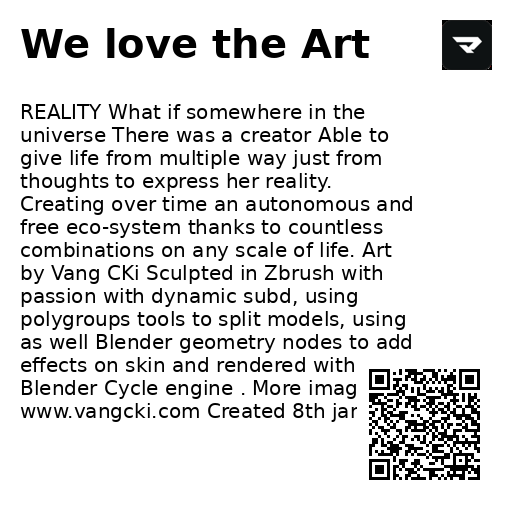 We love the Art
REALITY What if somewhere in the
universe There was a creator Able to
give life from multiple way just from
thoughts to express her reality.
Creating over time an autonomous and
free eco-system thanks to countless
combinations on any scale of life. Art
by Vang CKi Sculpted in Zbrush with
passion with dynamic subd, using
polygroups tools to split models, using
as well Blender geometry nodes to add
effects on skin and rendered with
Blender Cycle engine . More imag
www.vangcki.com Created 8th